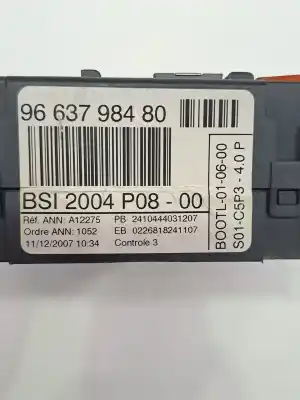 96 637 984 80
BSI 2004 P08 - 00
Réf. ANN: A12275 PB 2410444031207
Ordre ANN: 1052 EB 0226818241107
11/12/2007 10:34 Controle 3
BOOTL-01-06-00
S01-C5P3 - 4.0 P